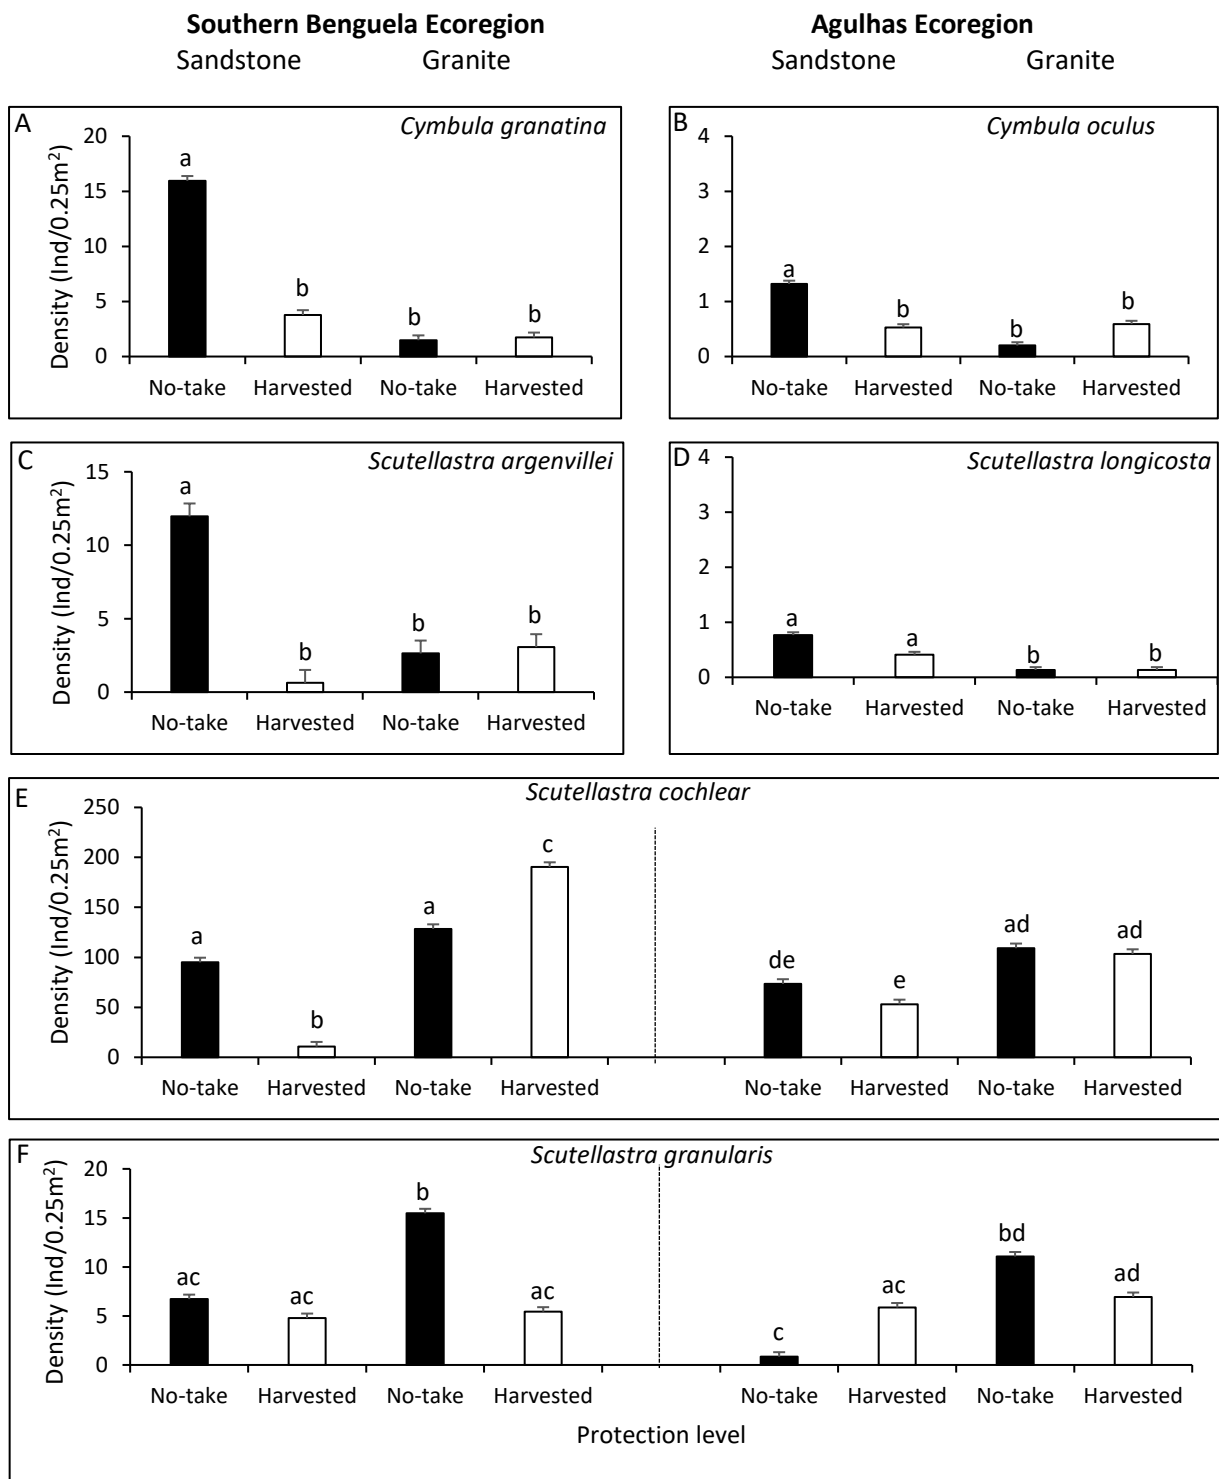 Southern Benguela Ecoregion Agulhas Ecoregion
Sandstone Granite Sandstone Granite
A Cymbula granatina
Density (Ind/0.25m²)
20
15
10
5
0
a b b b
No-take Harvested No-take Harvested
B Cymbula oculus
4
3
2
1
0
a b b b
No-take Harvested No-take Harvested
C Scutellastra argenvillei
Density (Ind/0.25m²)
15
10
5
0
a b b b
No-take Harvested No-take Harvested
D Scutellastra longicosta
4
3
2
1
0
a a b b
No-take Harvested No-take Harvested
E Scutellastra cochlear
Density (Ind/0.25m²)
250
200
150
100
50
0
a b a c de e ad ad
No-take Harvested No-take Harvested No-take Harvested No-take Harvested
F Scutellastra granularis
Density (Ind/0.25m²)
20
15
10
5
0
ac ac b ac c ac bd ad
No-take Harvested No-take Harvested No-take Harvested No-take Harvested
Protection level